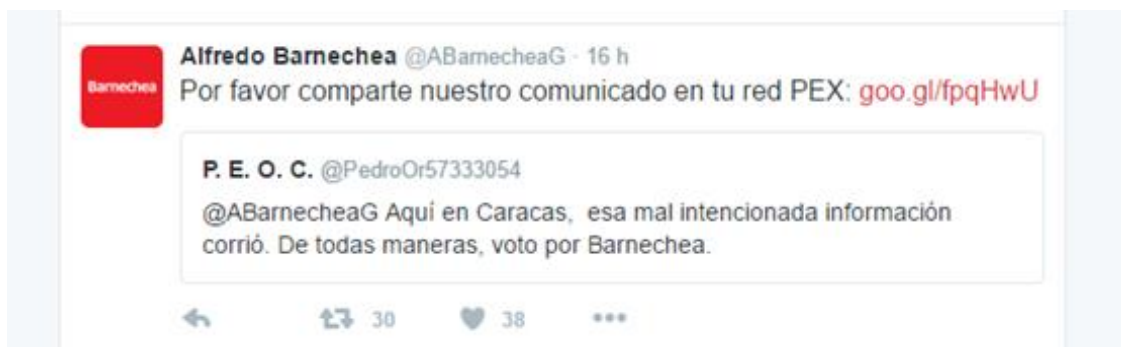 Barnechea
Alfredo Barnechea @ABarnecheaG · 16 h
Por favor comparte nuestro comunicado en tu red PEX: goo.gl/fpqHwU
P. E. O. C. @PedroOr57333054
@ABarnecheaG Aquí en Caracas, esa mal intencionada información
corrió. De todas maneras, voto por Barnechea.
30 38